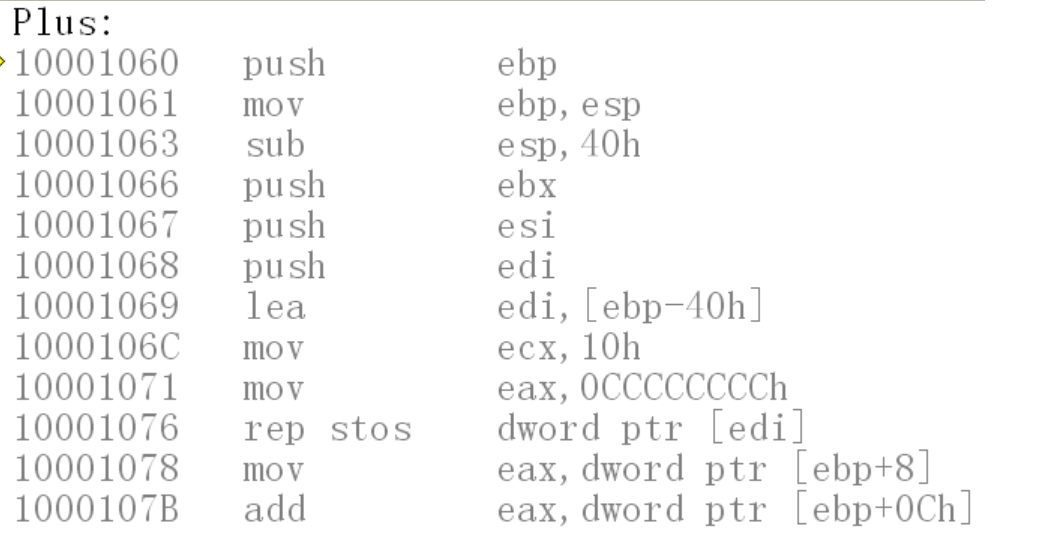 Plus:
10001060 push ebp
10001061 mov ebp,esp
10001063 sub esp,40h
10001066 push ebx
10001067 push esi
10001068 push edi
10001069 lea edi,[ebp-40h]
1000106C mov ecx,10h
10001071 mov eax,0CCCCCCCCh
10001076 rep stos dword ptr [edi]
10001078 mov eax,dword ptr [ebp+8]
1000107B add eax,dword ptr [ebp+0Ch]